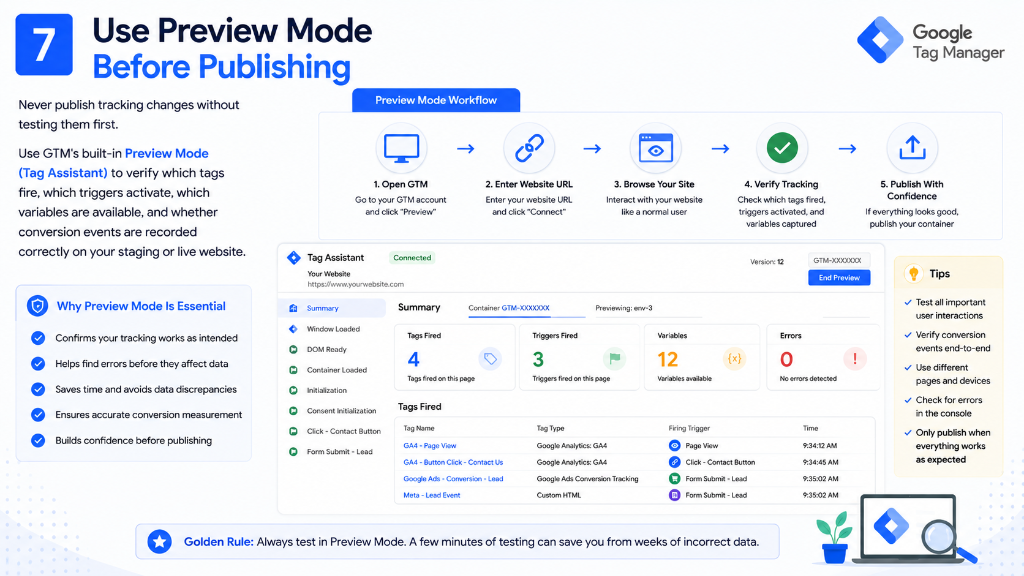 7
Use Preview Mode
Before Publishing
Google
Tag Manager
Never publish tracking changes without
testing them first.
Use GTM's built-in Preview Mode
(Tag Assistant) to verify which tags
fire, which triggers activate, which
variables are available, and whether
conversion events are recorded
correctly on your staging or live website.
Why Preview Mode Is Essential
Confirms your tracking works as intended
Helps find errors before they affect data
Saves time and avoids data discrepancies
Ensures accurate conversion measurement
Builds confidence before publishing
Preview Mode Workflow
1. Open GTM
Go to your GTM account
and click "Preview"
2. Enter Website URL
Enter your website URL
and click "Connect"
3. Browse Your Site
Interact with your website
like a normal user
4. Verify Tracking
Check which tags fired,
triggers activated, and
variables captured
5. Publish With
Confidence
If everything looks good,
publish your container
Tag Assistant
Connected
Your Website
https://www.yourwebsite.com
Version: 12
GTM-XXXXXXX
End Preview
Summary
Window Loaded
DOM Ready
Container Loaded
Initialization
Consent Initialization
Click - Contact Button
Form Submit - Lead
Summary
Container GTM-XXXXXXX
Previewing: env-3
Tags Fired
4
Tags fired on this page
Triggers Fired
3
Triggers fired on this page
Variables
12
{x}
Variables available
Errors
0
!
No errors detected
Tags Fired
Tag Name Tag Type Firing Trigger Time
GA4 - Page View Google Analytics: GA4 Page View 9:34:12 AM
GA4 - Button Click - Contact Us Google Analytics: GA4 Click - Contact Button 9:34:45 AM
Google Ads - Conversion - Lead Google Ads Conversion Tracking Form Submit - Lead 9:35:02 AM
Meta - Lead Event Custom HTML Form Submit - Lead 9:35:02 AM
Tips
Test all important
user interactions
Verify conversion
events end-to-end
Use different
pages and devices
Check for errors
in the console
Only publish when
everything works
as expected
Golden Rule: Always test in Preview Mode. A few minutes of testing can save you from weeks of incorrect data.